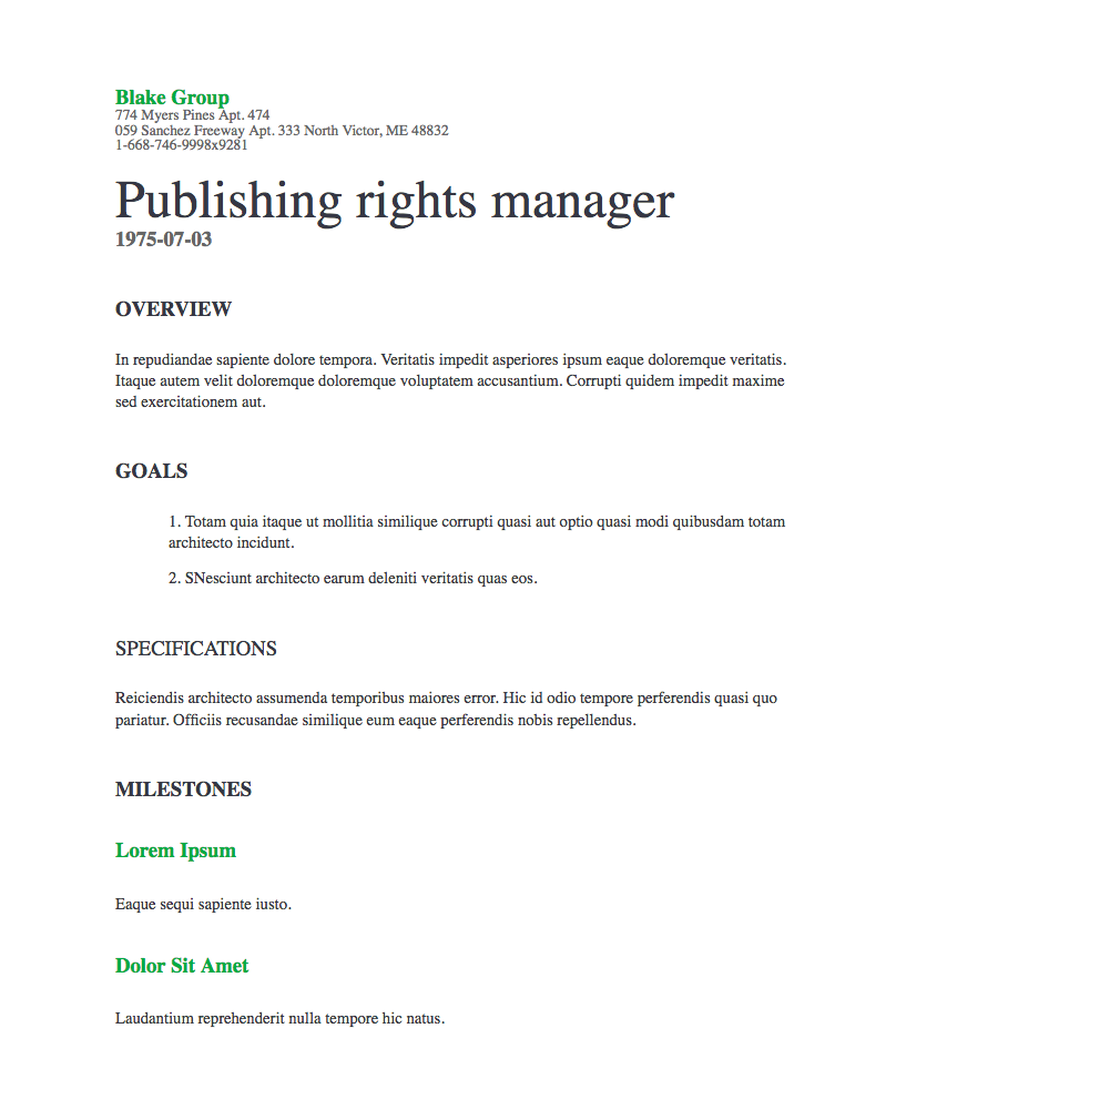 Blake Group
774 Myers Pines Apt. 474
059 Sanchez Freeway Apt. 333 North Victor, ME 48832
1-668-746-9998x9281
Publishing rights manager
1975-07-03
OVERVIEW
In repudiandae sapiente dolore tempora. Veritatis impedit asperiores ipsum eaque doloremque veritatis.
Itaque autem velit doloremque doloremque voluptatem accusantium. Corrupti quidem impedit maxime
sed exercitationem aut.
GOALS
1. Totam quia itaque ut mollitia similique corrupti quasi aut optio quasi modi quibusdam totam
architecto incidunt.
2. SNesciunt architecto earum deleniti veritatis quas eos.
SPECIFICATIONS
Reiciendis architecto assumenda temporibus maiores error. Hic id odio tempore perferendis quasi quo
pariatur. Officiis recusandae similique eum eaque perferendis nobis repellendus.
MILESTONES
Lorem Ipsum
Eaque sequi sapiente iusto.
Dolor Sit Amet
Laudantium reprehenderit nulla tempore hic natus.